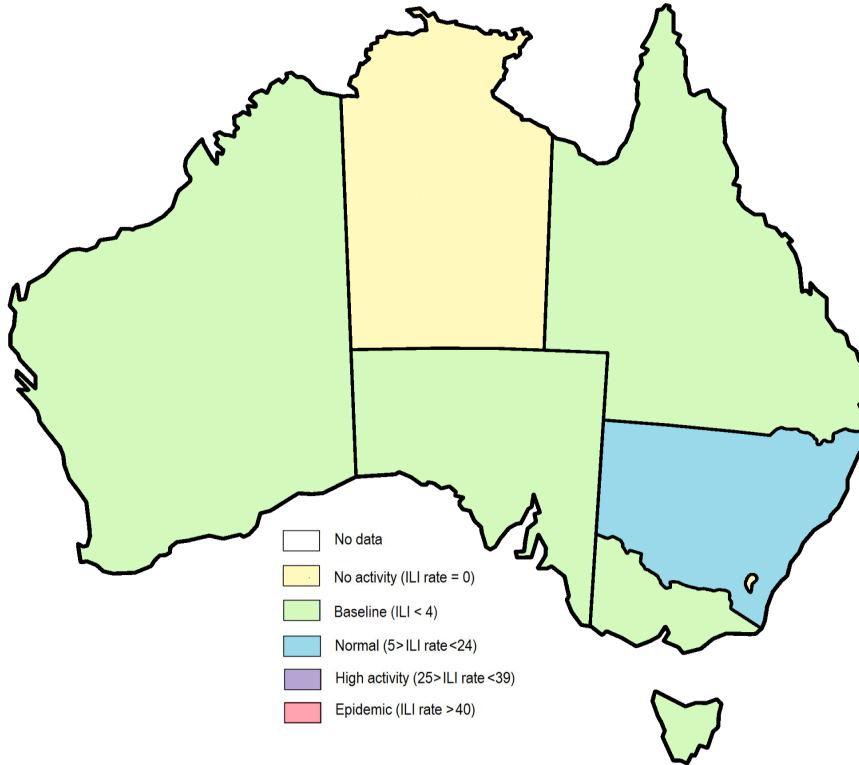 No data
No activity (ILI rate = 0)
Baseline (ILI < 4)
Normal (5> ILI rate <24)
High activity (25> ILI rate <39)
Epidemic (ILI rate >40)